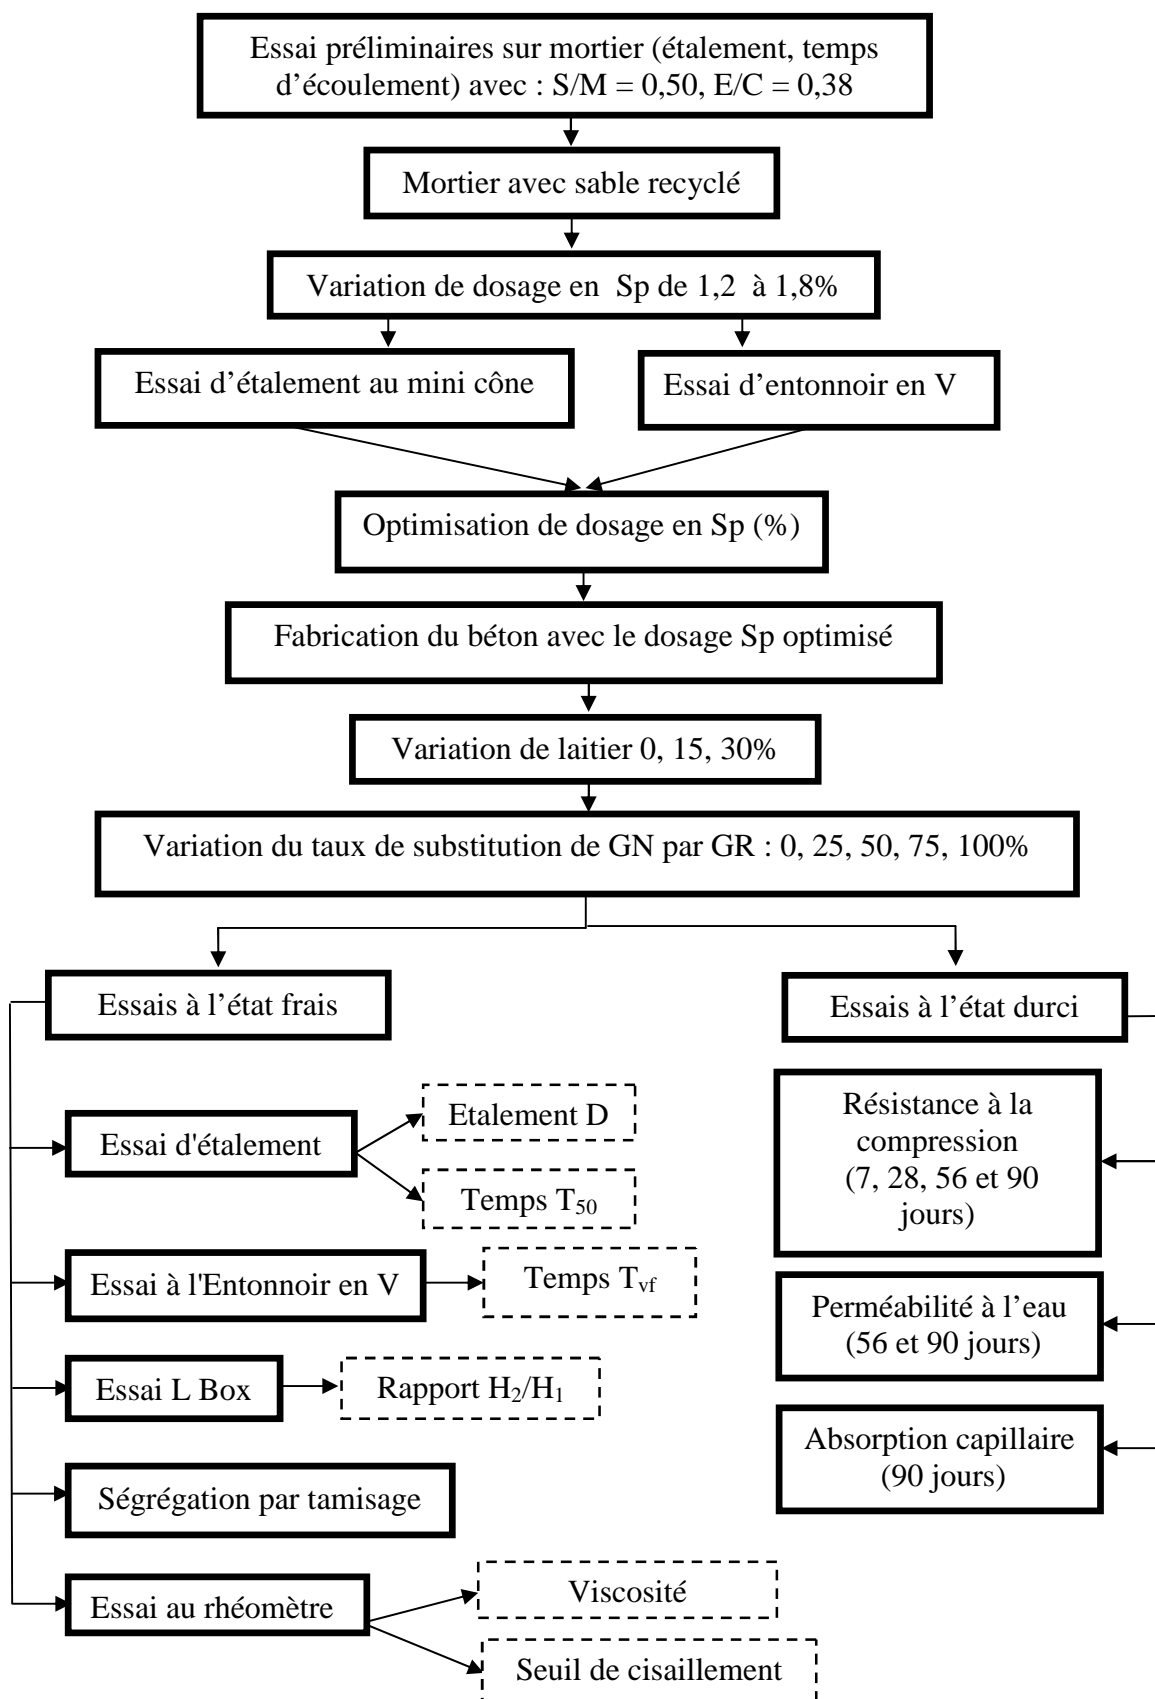 Essai préliminaires sur mortier (étalement, temps
d’écoulement) avec : S/M = 0,50, E/C = 0,38
Mortier avec sable recyclé
Variation de dosage en Sp de 1,2 à 1,8%
Essai d’étalement au mini cône
Essai d’entonnoir en V
Optimisation de dosage en Sp (%)
Fabrication du béton avec le dosage Sp optimisé
Variation de laitier 0, 15, 30%
Variation du taux de substitution de GN par GR : 0, 25, 50, 75, 100%
Essais à l’état frais
Essai d'étalement
Etalement D
Temps T50
Essai à l'Entonnoir en V
Temps Tvf
Essai L Box
Rapport H2/H1
Ségrégation par tamisage
Essai au rhéomètre
Viscosité
Seuil de cisaillement
Essais à l’état durci
Résistance à la
compression
(7, 28, 56 et 90
jours)
Perméabilité à l’eau
(56 et 90 jours)
Absorption capillaire
(90 jours)